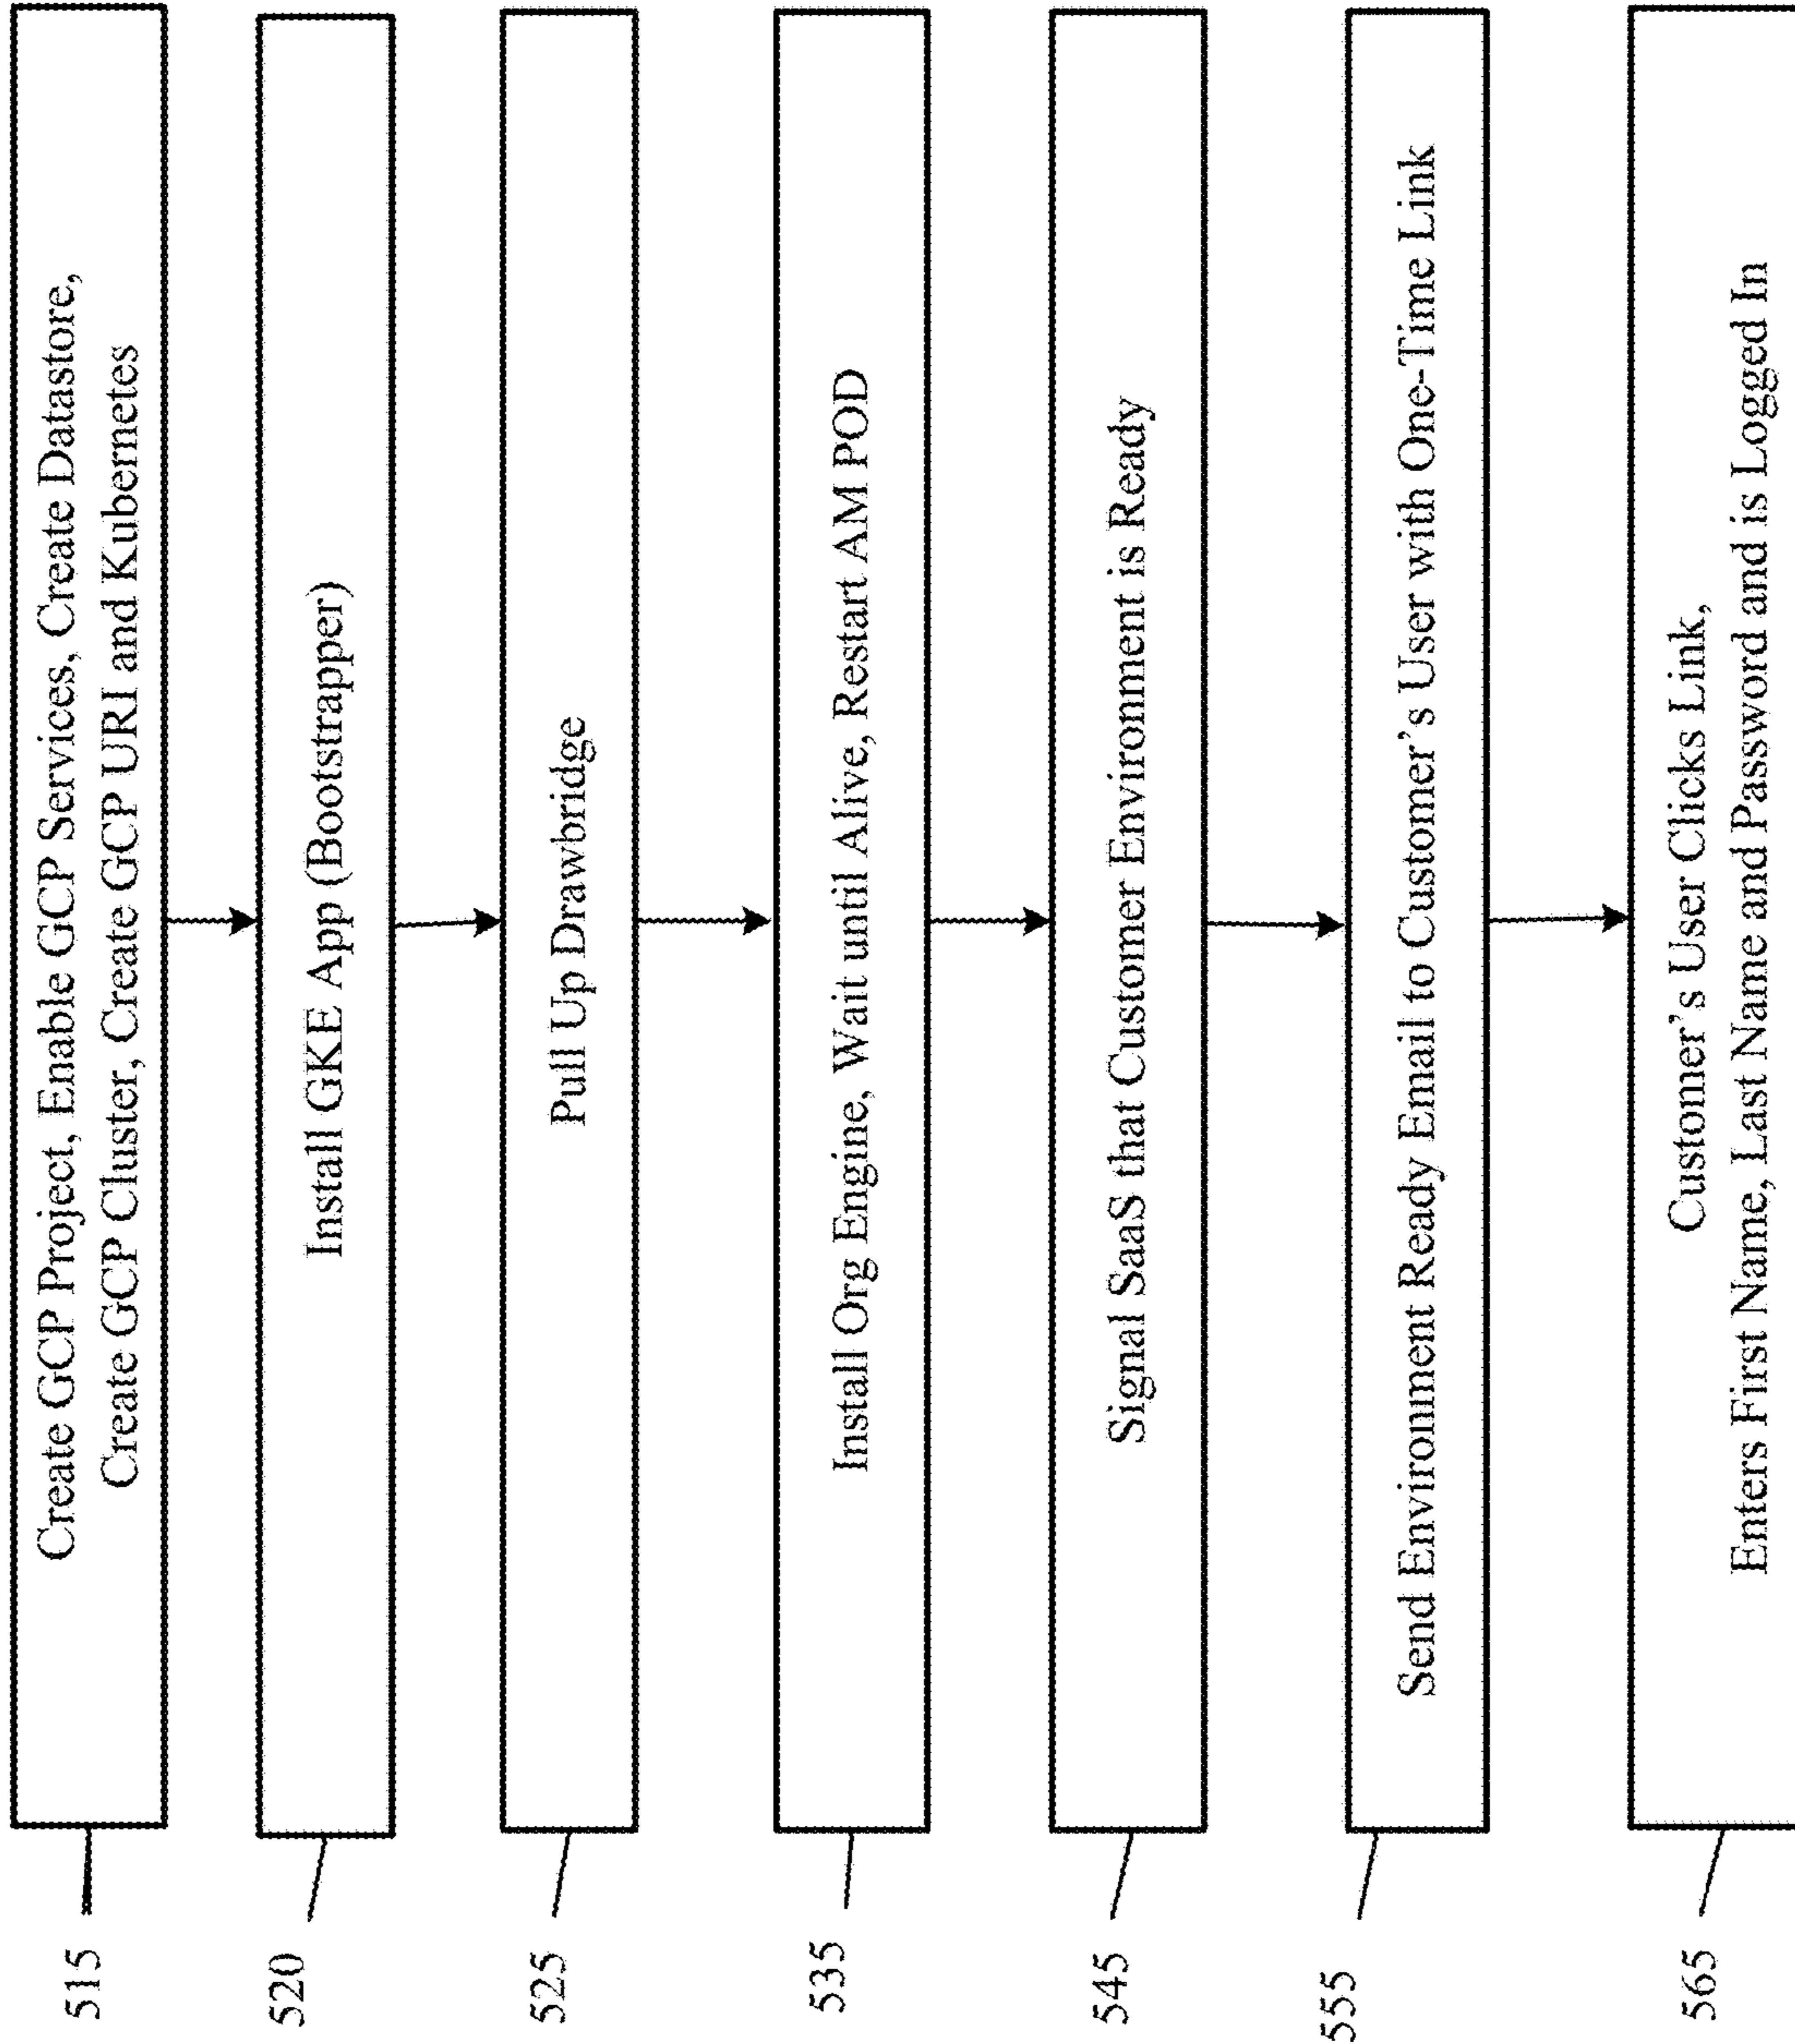 515
Create GCP Project, Enable GCP Services, Create Datastore,
Create GCP Cluster, Create GCP URI and Kubernetes
520
Install GKE App (Bootstrapper)
525
Pull Up Drawbridge
535
Install Org Engine, Wait until Alive, Restart AM POD
545
Signal SaaS that Customer Environment is Ready
555
Send Environment Ready Email to Customer's User with One-Time Link
565
Customer's User Clicks Link,
Enters First Name, Last Name and Password and is Logged In